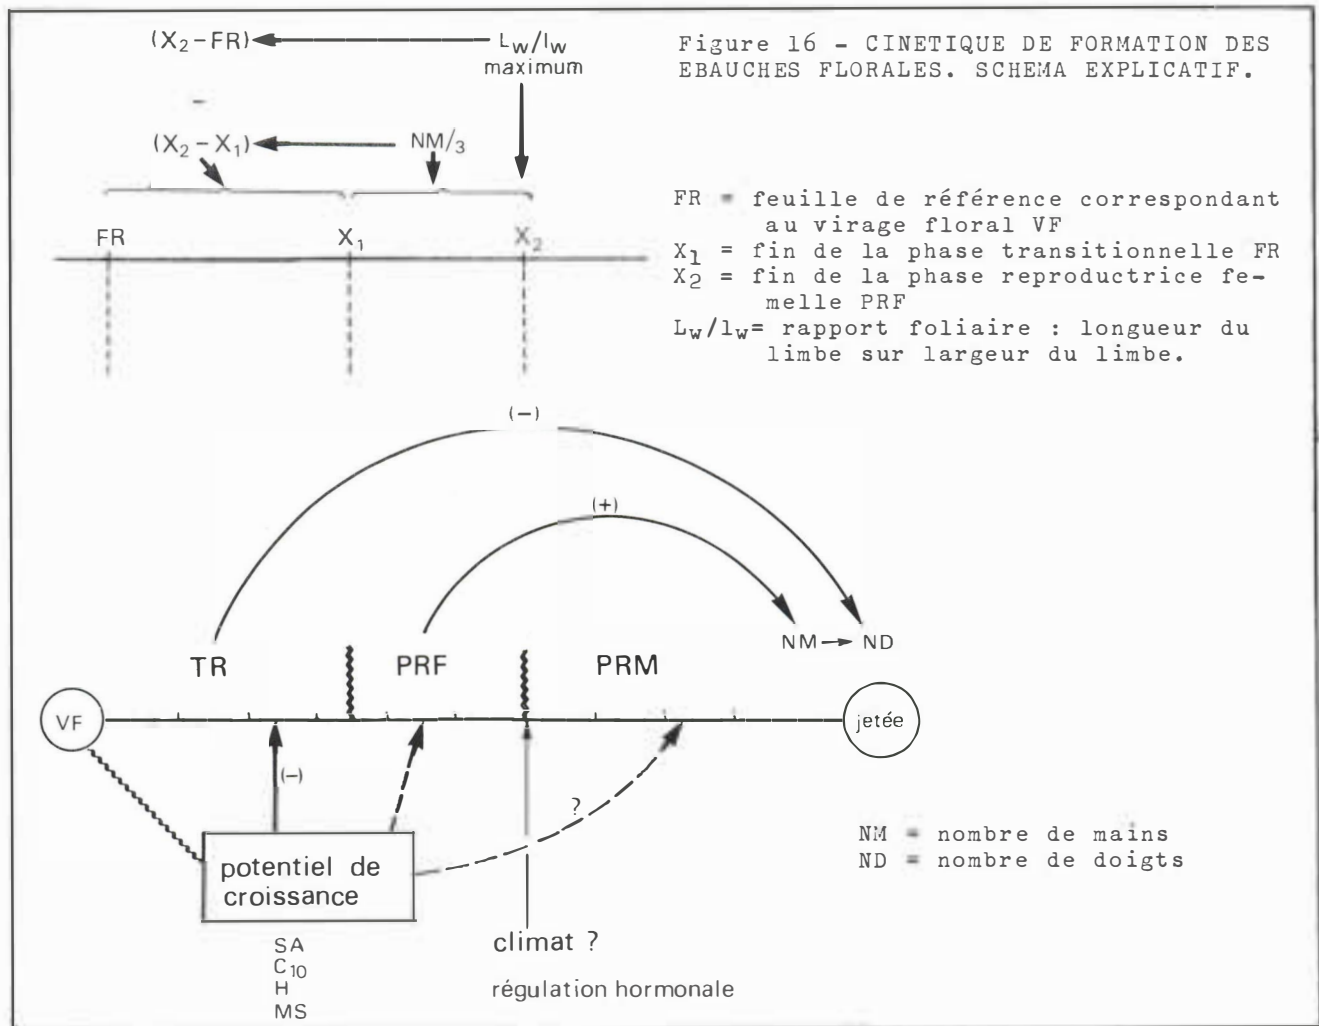 (X₂-FR) L_w/l_w
maximum
Figure 16 - CINETIQUE DE FORMATION DES
EBAUCHES FLORALES. SCHEMA EXPLICATIF.
-
(X₂-X₁) NM/3
FR X₁ X₂
FR = feuille de référence correspondant
au virage floral VF
X₁ = fin de la phase transitionnelle FR
X₂ = fin de la phase reproductrice fe-
melle PRF
L_w/l_w= rapport foliaire : longueur du
limbe sur largeur du limbe.
(-)
(+)
NM ND
TR PRF PRM
VF jetée
(-)
?
potentiel de
croissance
NM = nombre de mains
ND = nombre de doigts
SA
C₁₀
H
MS
climat ?
régulation hormonale